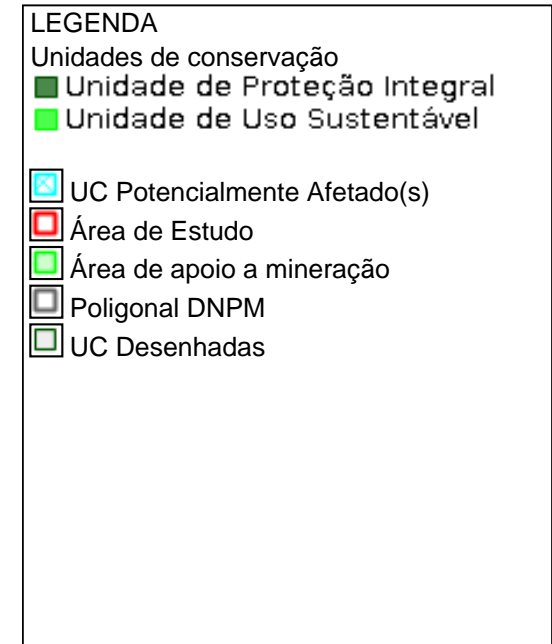 LEGENDA
Unidades de conservação
Unidade de Proteção Integral
Unidade de Uso Sustentável
UC Potencialmente Afetado(s)
Área de Estudo
Área de apoio a mineração
Poligonal DNPM
UC Desenhadas